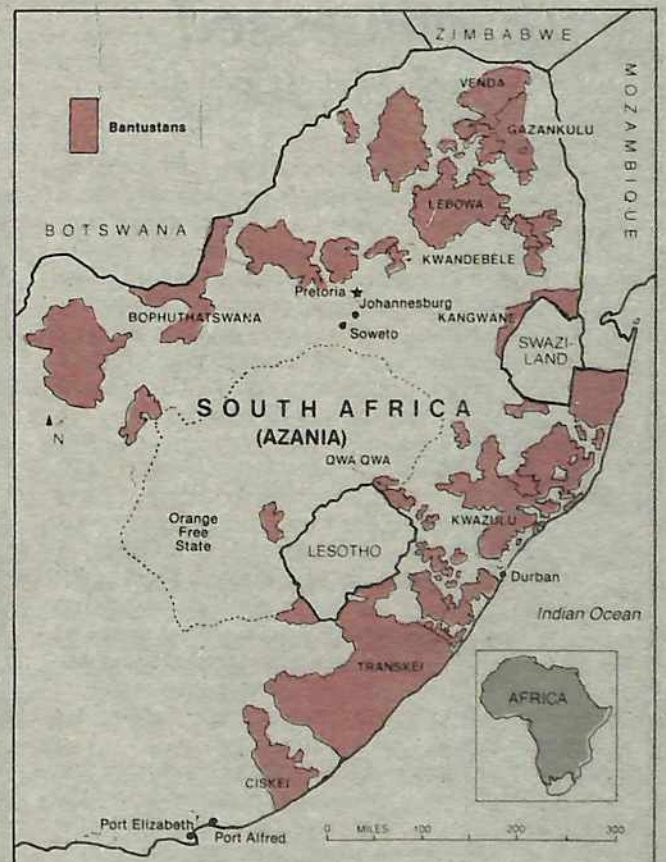 ZIMBABWE
MOZAMBIQUE
VENDA
Bantustans
GAZANKULU
LEBOWA
BOTSWANA
KWANDEBELE
Pretoria
Johannesburg
BOPHUTHATSWANA
KANGWANE
Soweto
SWAZI-
LAND
SOUTH AFRICA
(AZANIA)
N
QWA QWA
Orange
Free
State
KWAZULU
LESOTHO
Durban
Indian Ocean
TRANSKEI
AFRICA
CISKEI
Port Elizabeth
Port Alfred
0 MILES 100 200 300